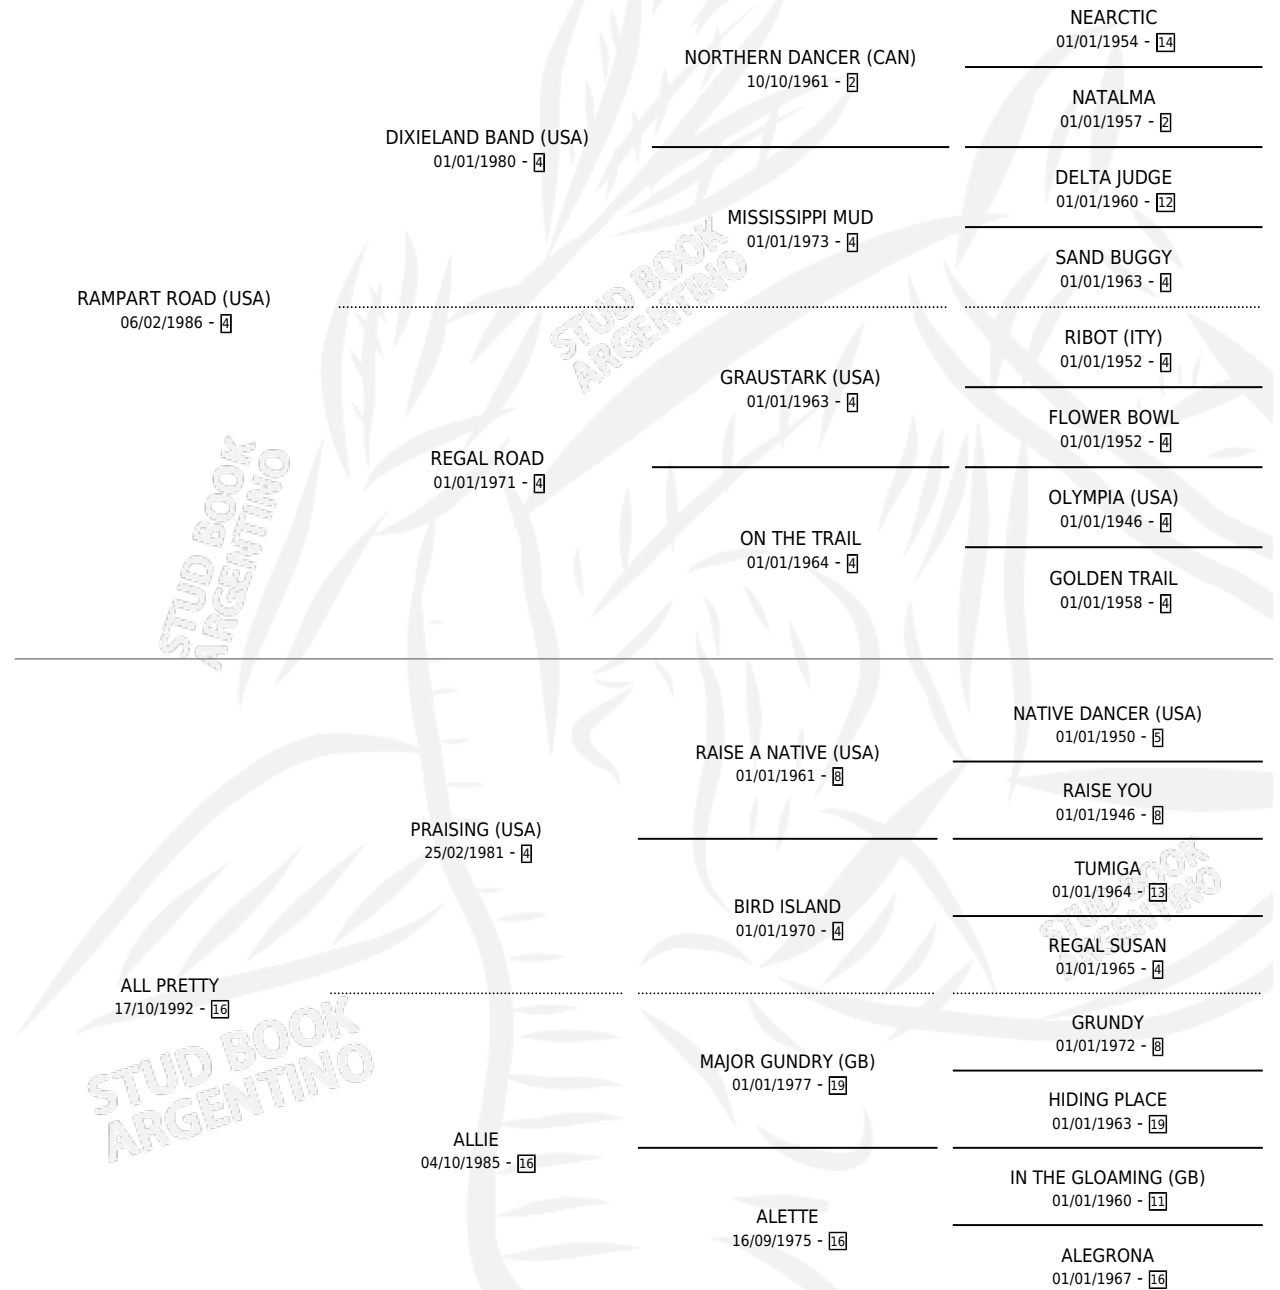 NEARCTIC
01/01/1954 - 14
NORTHERN DANCER (CAN)
10/10/1961 - 2
NATALMA
01/01/1957 - 2
DIXIELAND BAND (USA)
01/01/1980 - 4
DELTA JUDGE
01/01/1960 - 12
MISSISSIPPI MUD
01/01/1973 - 4
SAND BUGGY
01/01/1963 - 4
RAMPART ROAD (USA)
06/02/1986 - 4
STUD BOOK
ARGENTINO
RIBOT (ITY)
01/01/1952 - 4
GRAUSTARK (USA)
01/01/1963 - 4
FLOWER BOWL
01/01/1952 - 4
REGAL ROAD
01/01/1971 - 4
OLYMPIA (USA)
01/01/1946 - 4
ON THE TRAIL
01/01/1964 - 4
GOLDEN TRAIL
01/01/1958 - 4
STUD BOOK
ARGENTINO
NATIVE DANCER (USA)
01/01/1950 - 5
RAISE A NATIVE (USA)
01/01/1961 - 8
RAISE YOU
01/01/1946 - 8
PRAISING (USA)
25/02/1981 - 4
TUMIGA
01/01/1964 - 13
BIRD ISLAND
01/01/1970 - 4
STUD BOOK
ARGENTINO
REGAL SUSAN
01/01/1965 - 4
ALL PRETTY
17/10/1992 - 16
GRUNDY
01/01/1972 - 8
MAJOR GUNDRY (GB)
01/01/1977 - 19
STUD BOOK
ARGENTINO
HIDING PLACE
01/01/1963 - 19
ALLIE
04/10/1985 - 16
IN THE GLOAMING (GB)
01/01/1960 - 11
ALETTE
16/09/1975 - 16
ALEGRONA
01/01/1967 - 16